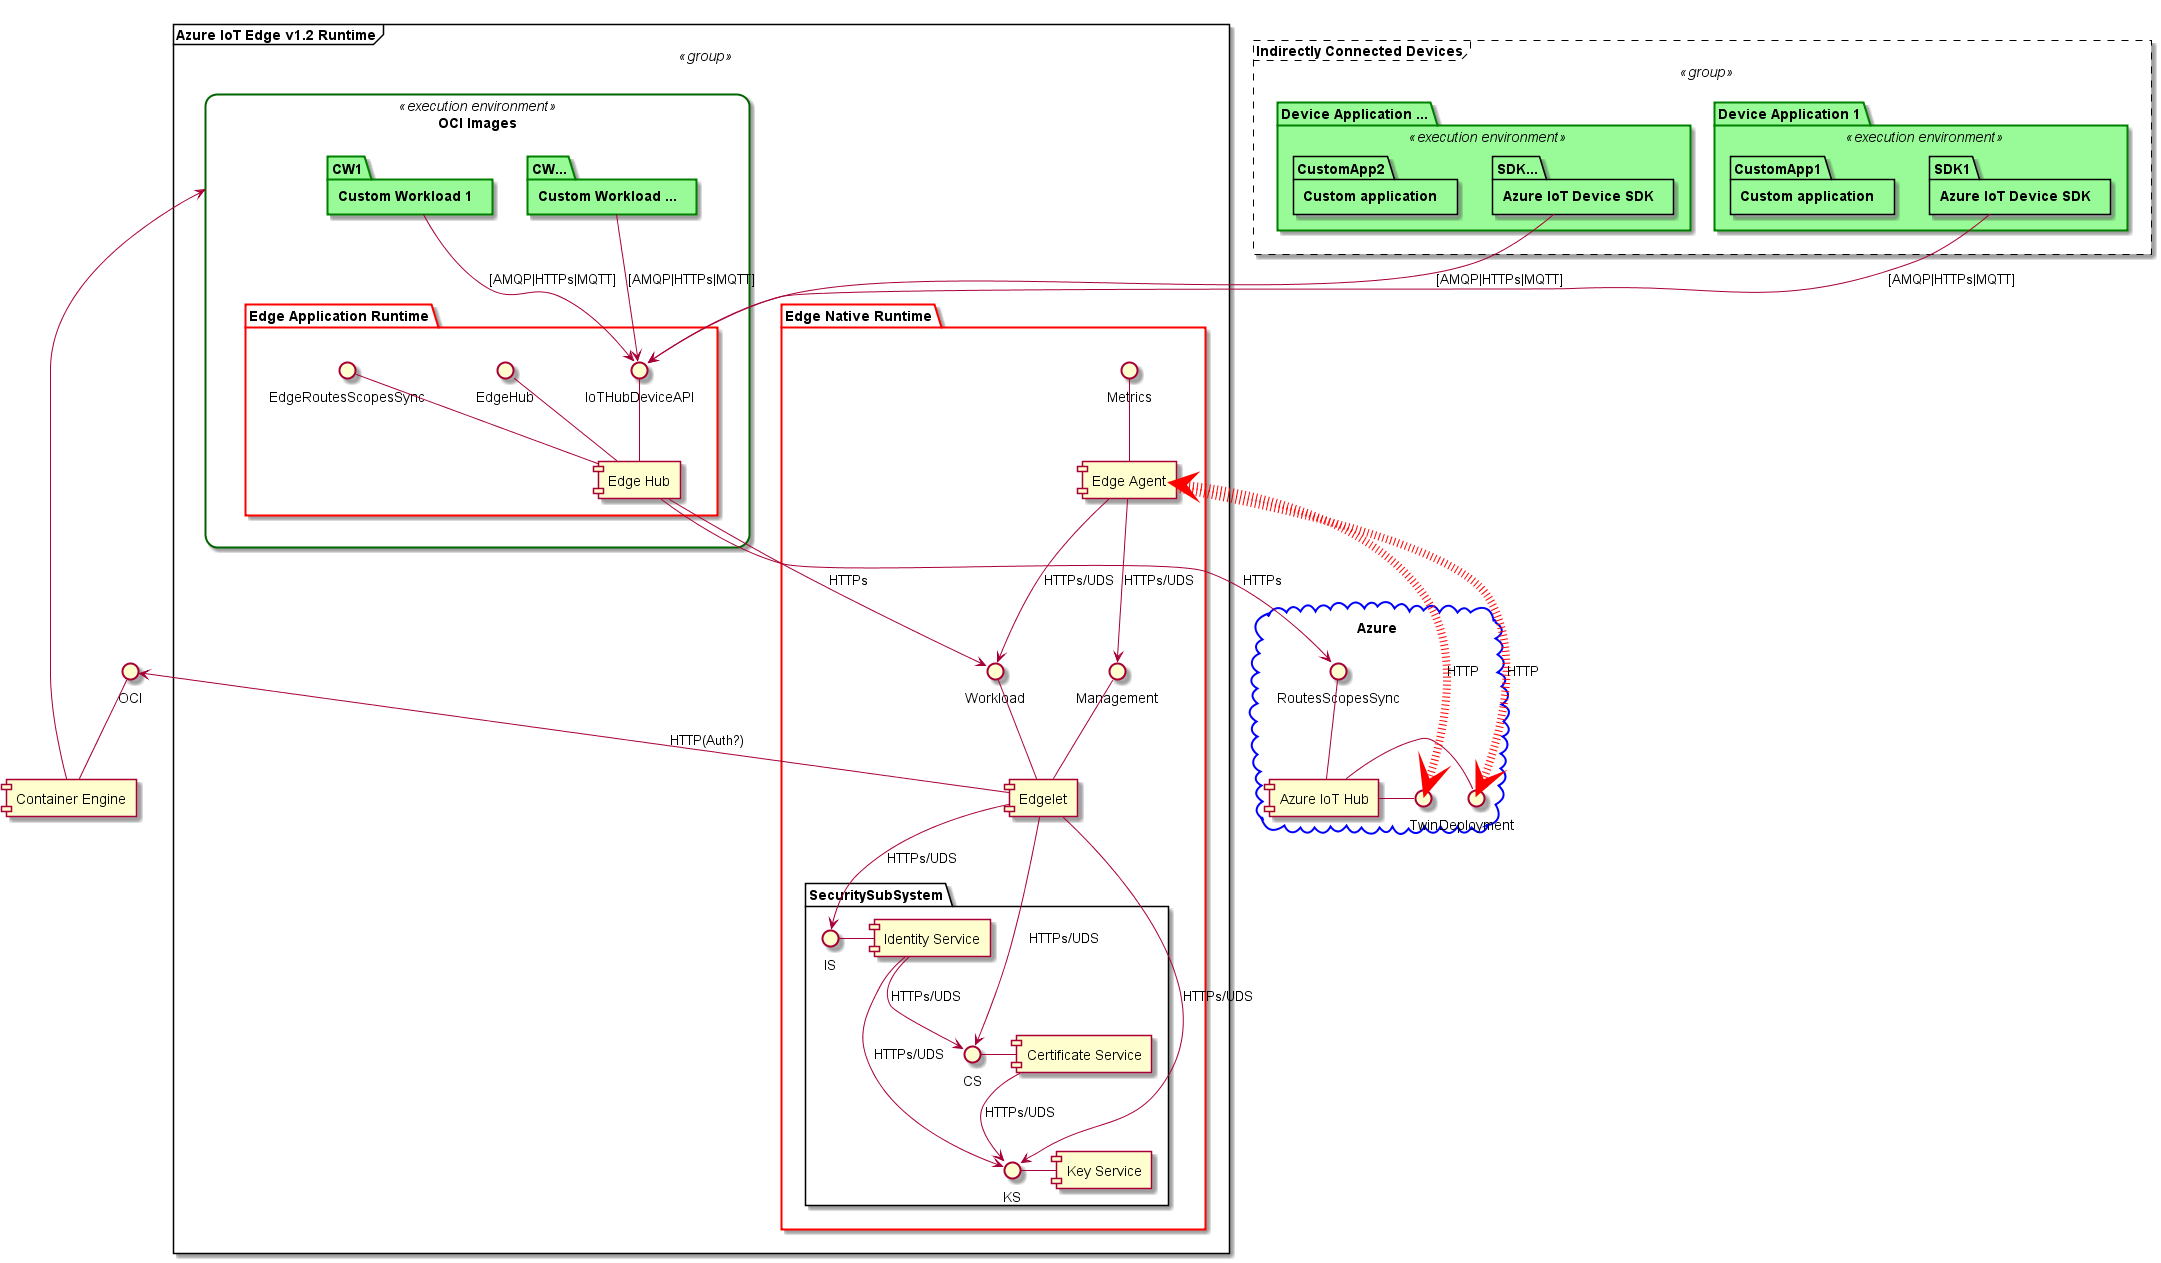 Azure IoT Edge v1.2 Runtime
«group»
Indirectly Connected Devices
«group»
«execution environment»
OCI Images
Device Application ...
«execution environment»
Device Application 1
«execution environment»
CW1
Custom Workload 1
CW...
Custom Workload ...
CustomApp2
Custom application
SDK...
Azure IoT Device SDK
CustomApp1
Custom application
SDK1
Azure IoT Device SDK
[AMQP|HTTPs|MQTT]
[AMQP|HTTPs|MQTT]
[AMQP|HTTPs|MQTT]
[AMQP|HTTPs|MQTT]
Edge Application Runtime
Edge Native Runtime
EdgeRoutesScopesSync
EdgeHub
IoTHubDeviceAPI
Metrics
Edge Hub
Edge Agent
HTTPs
HTTPs/UDS
HTTPs/UDS
HTTPs
Azure
HTTP
HTTP
OCI
Workload
Management
RoutesScopesSync
HTTP(Auth?)
Container Engine
Edgelet
Azure IoT Hub
Twin
Deployment
HTTPs/UDS
SecuritySubSystem
Identity Service
HTTPs/UDS
IS
HTTPs/UDS
HTTPs/UDS
HTTPs/UDS
Certificate Service
CS
HTTPs/UDS
Key Service
KS